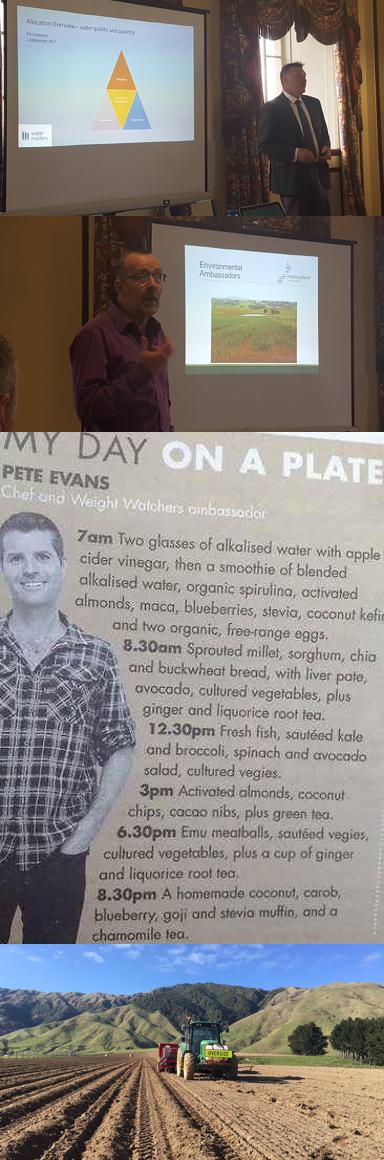 Allocation Overview – water quality and quantity
1 September 2017
water
matters
Environmental
Ambassadors
MY DAY ON A PLATE
PETE EVANS
Chef and Weight Watchers ambassador
7am Two glasses of alkalised water with apple
cider vinegar, then a smoothie of blended
alkalised water, organic spirulina, activated
almonds, maca, blueberries, stevia, coconut kefir
and two organic, free-range eggs.
8.30am Sprouted millet, sorghum, chia
and buckwheat bread, with liver pate,
avocado, cultured vegetables, plus
ginger and liquorice root tea.
12.30pm Fresh fish, sautéed kale
and broccoli, spinach and avocado
salad, cultured vegies.
3pm Activated almonds, coconut
chips, cacao nibs, plus green tea.
6.30pm Emu meatballs, sautéed vegies,
cultured vegetables, plus a cup of ginger
and liquorice root tea.
8.30pm A homemade coconut, carob,
blueberry, goji and stevia muffin, and a
chamomile tea.
OVERSIZE